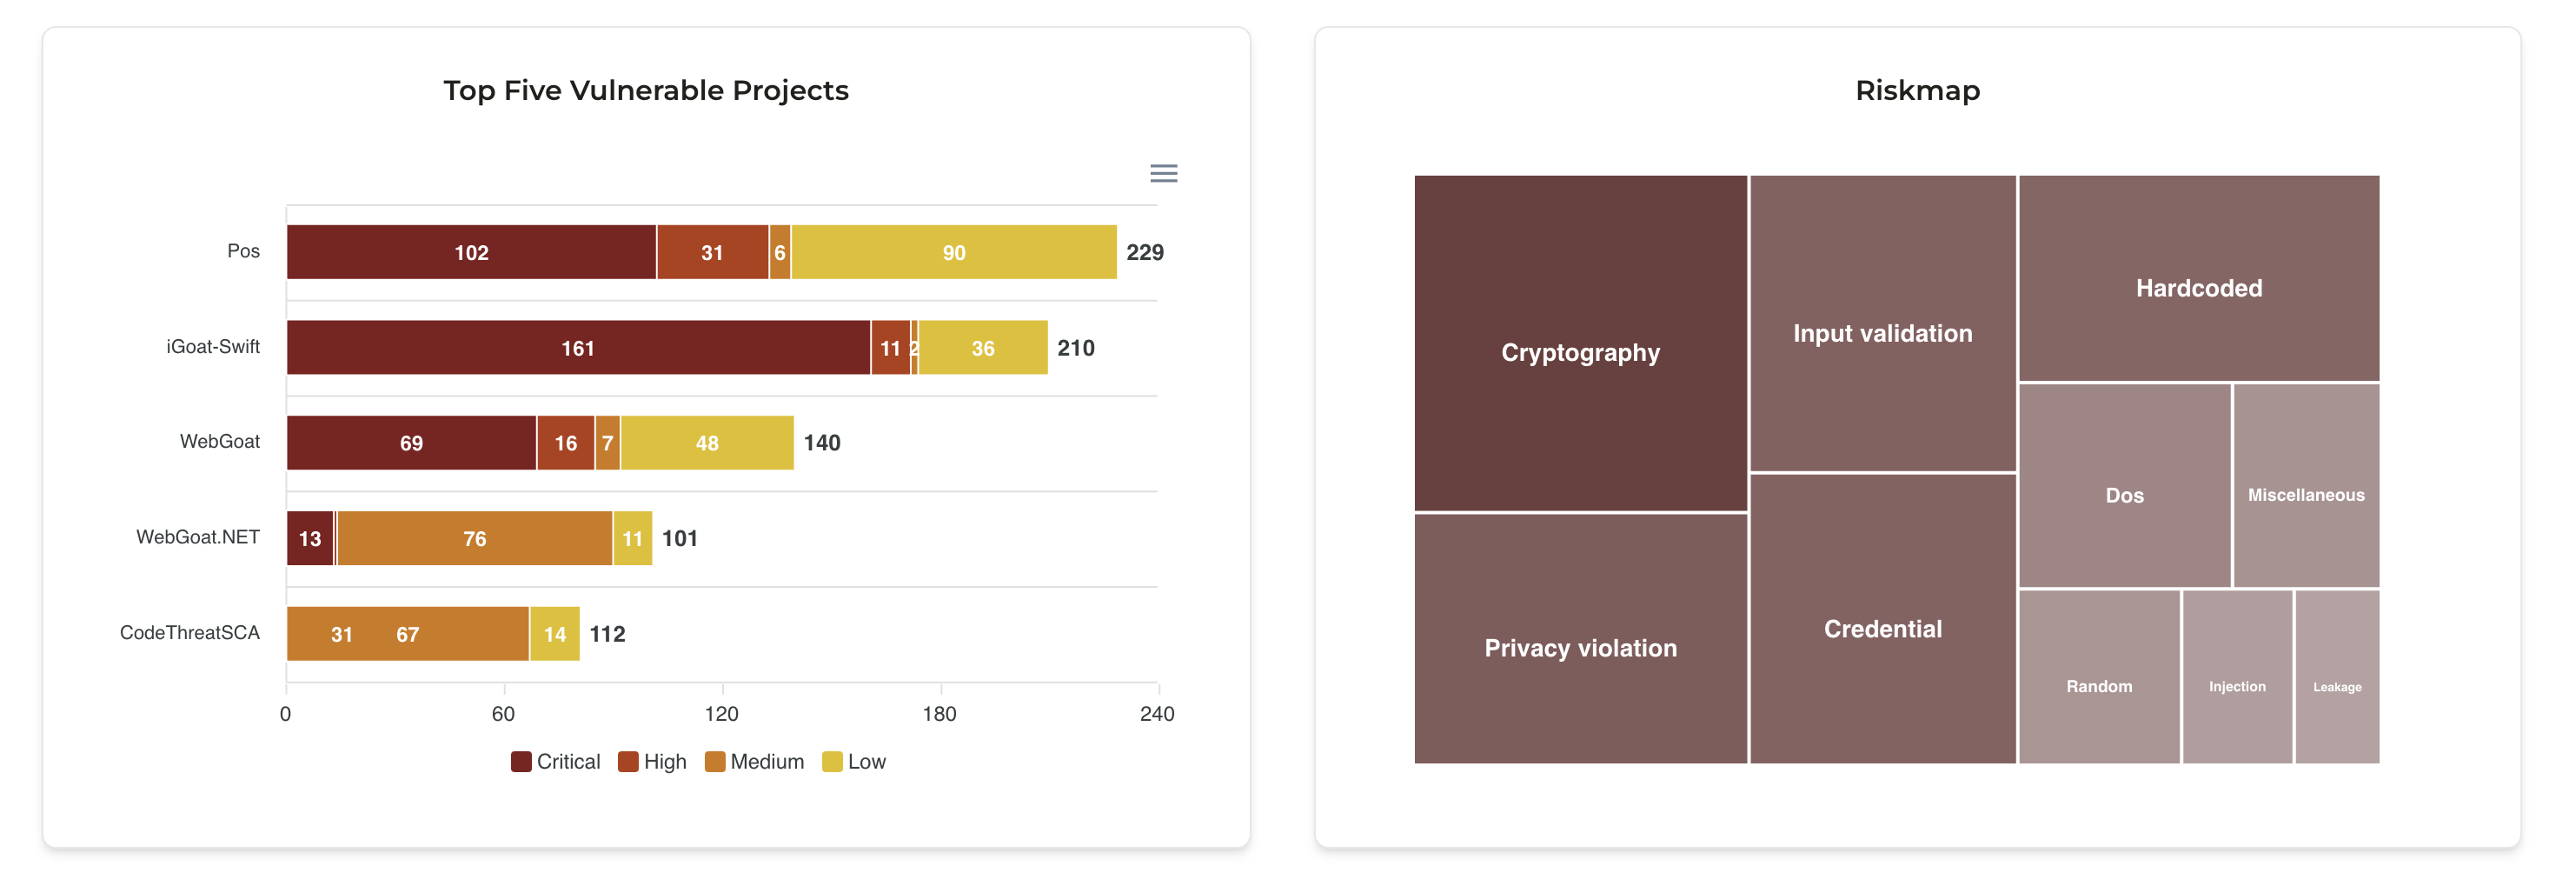 Top Five Vulnerable Projects
Pos
102 31 6 90 229
iGoat-Swift
161 11 2 36 210
WebGoat
69 16 7 48 140
WebGoat.NET
13 76 11 101
CodeThreatSCA
31 67 14 112
0 60 120 180 240
Critical High Medium Low
Riskmap
Cryptography
Input validation
Hardcoded
Privacy violation
Credential
Dos
Miscellaneous
Random
Injection
Leakage